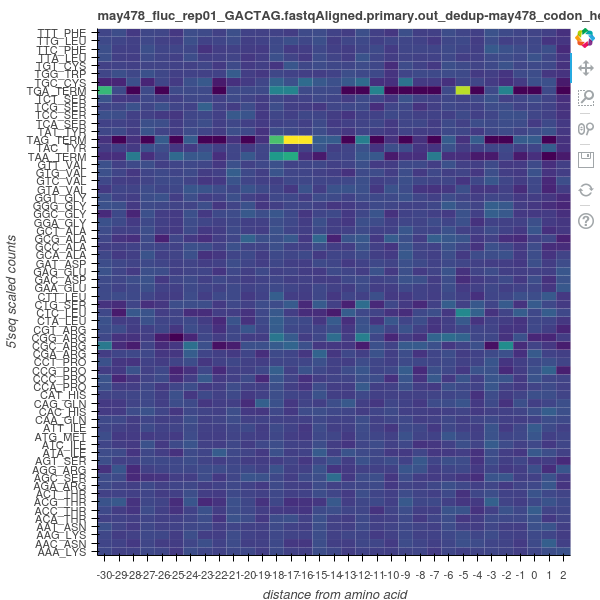 may478_fluc_rep01_GACTAG.fastqAligned.primary.out_dedup-may478_codon_he
TTT_PHE
TTG_LEU
TTC_PHE
TTA_LEU
TGT_CYS
TGG_TRP
TGC_CYS
TGA_TERM
TCT_SER
TCG_SER
TCC_SER
TCA_SER
TAT_TYR
TAG_TERM
TAC_TYR
TAA_TERM
GTT_VAL
GTG_VAL
GTC_VAL
GTA_VAL
GGT_GLY
GGG_GLY
GGC_GLY
GGA_GLY
GCT_ALA
GCG_ALA
GCC_ALA
GCA_ALA
GAT_ASP
GAG_GLU
GAC_ASP
GAA_GLU
CTT_LEU
CTG_SER
CTC_LEU
CTA_LEU
CGT_ARG
CGG_ARG
CGC_ARG
CGA_ARG
CCT_PRO
CCG_PRO
CCC_PRO
CCA_PRO
CAT_HIS
CAG_GLN
CAC_HIS
CAA_GLN
ATT_ILE
ATG_MET
ATC_ILE
ATA_ILE
AGT_SER
AGG_ARG
AGC_SER
AGA_ARG
ACT_THR
ACG_THR
ACC_THR
ACA_THR
AAT_ASN
AAG_LYS
AAC_ASN
AAA_LYS
5'seq scaled counts
-30-29-28-27-26-25-24-23-22-21-20-19-18-17-16-15-14-13-12-11-10-9 -8 -7 -6 -5 -4 -3 -2 -1 0 1 2
distance from amino acid